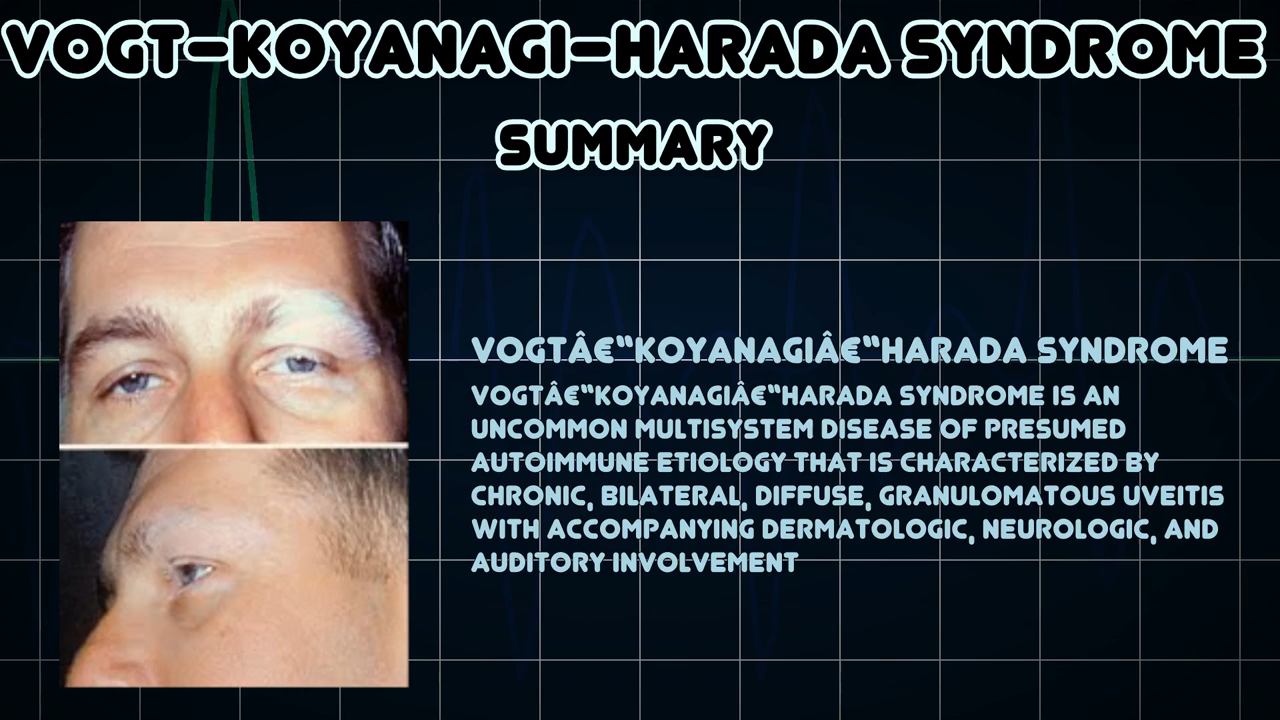 VOGT–KOYANAGI–HARADA SYNDROME
SUMMARY
VOGTÂ€“KOYANAGIÂ€“HARADA SYNDROME
VOGTÂ€“KOYANAGIÂ€“HARADA SYNDROME IS AN
UNCOMMON MULTISYSTEM DISEASE OF PRESUMED
AUTOIMMUNE ETIOLOGY THAT IS CHARACTERIZED BY
CHRONIC, BILATERAL, DIFFUSE, GRANULOMATOUS UVEITIS
WITH ACCOMPANYING DERMATOLOGIC, NEUROLOGIC, AND
AUDITORY INVOLVEMENT